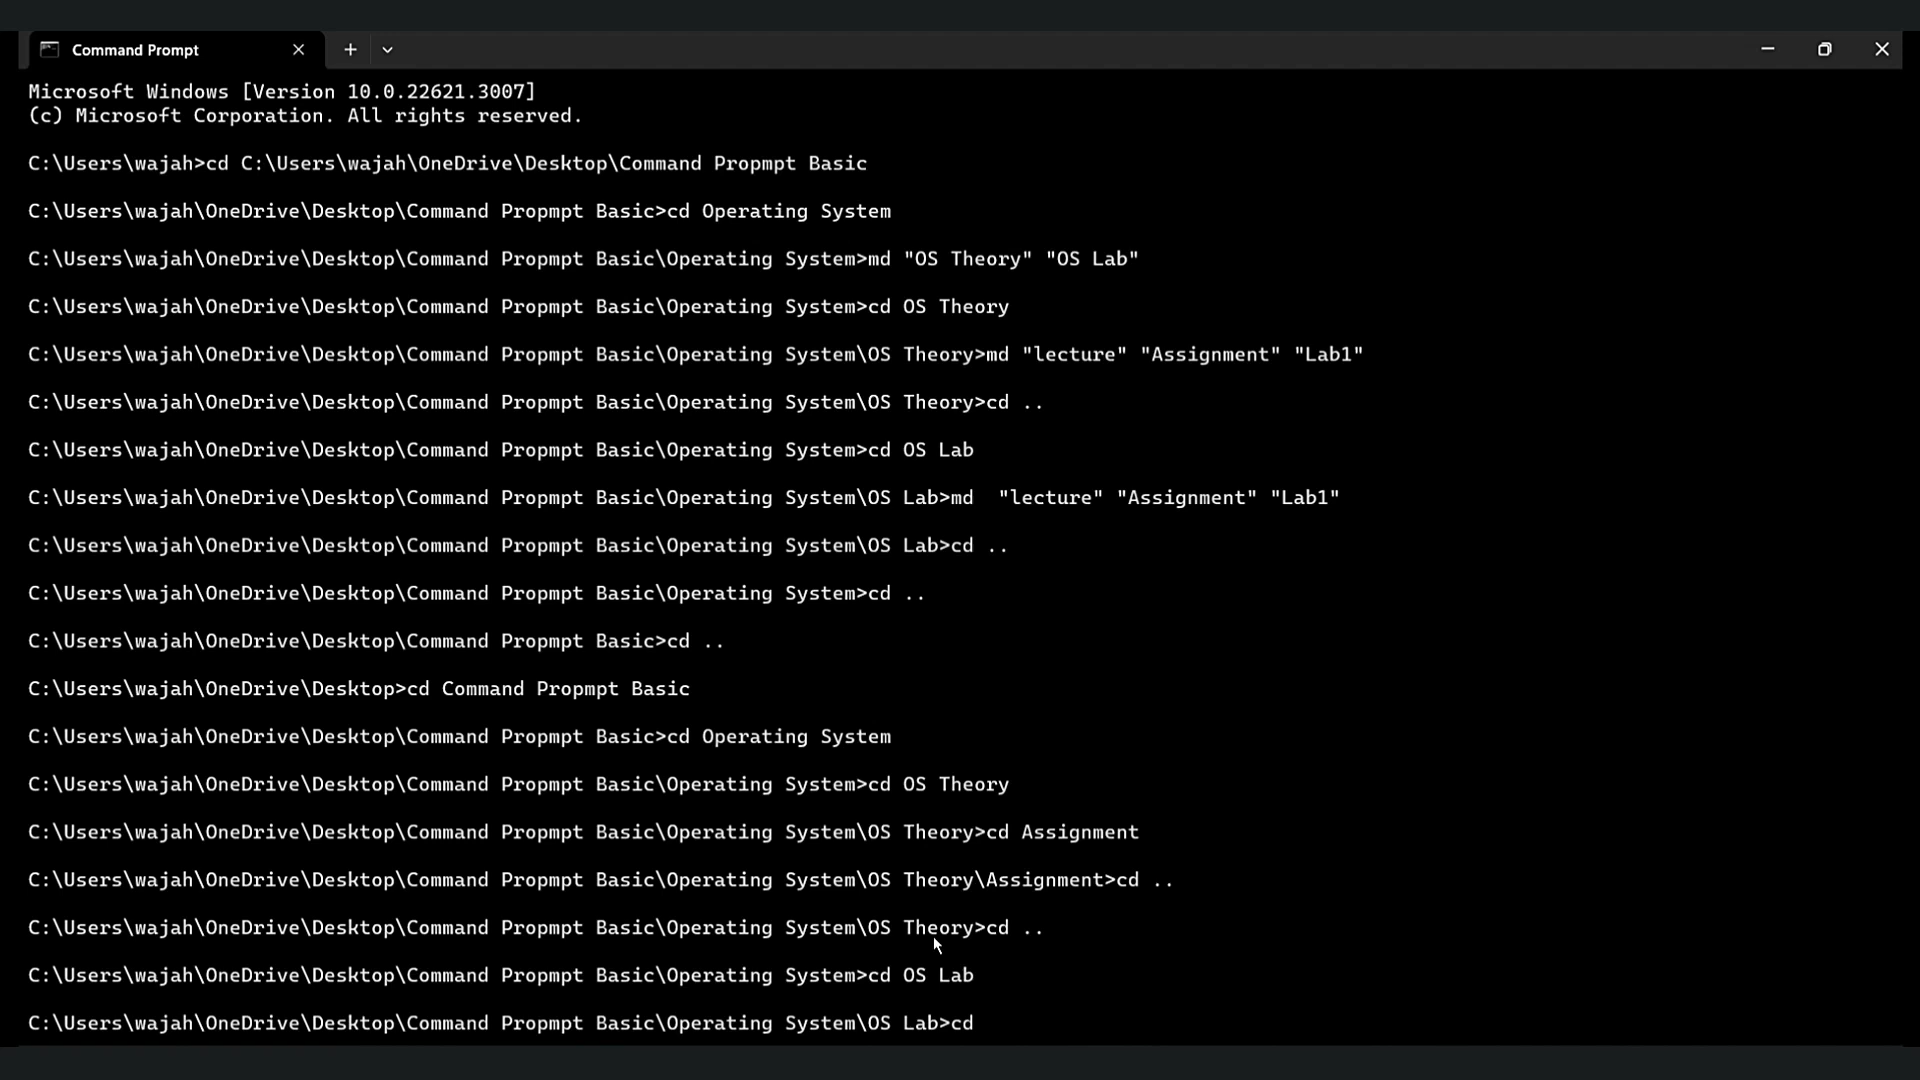 Command Prompt
Microsoft Windows [Version 10.0.22621.3007]
(c) Microsoft Corporation. All rights reserved.
C:\Users\wajah>cd C:\Users\wajah\OneDrive\Desktop\Command Propmpt Basic
C:\Users\wajah\OneDrive\Desktop\Command Propmpt Basic>cd Operating System
C:\Users\wajah\OneDrive\Desktop\Command Propmpt Basic\Operating System>md "OS Theory" "OS Lab"
C:\Users\wajah\OneDrive\Desktop\Command Propmpt Basic\Operating System>cd OS Theory
C:\Users\wajah\OneDrive\Desktop\Command Propmpt Basic\Operating System\OS Theory>md "lecture" "Assignment" "Lab1"
C:\Users\wajah\OneDrive\Desktop\Command Propmpt Basic\Operating System\OS Theory>cd ..
C:\Users\wajah\OneDrive\Desktop\Command Propmpt Basic\Operating System>cd OS Lab
C:\Users\wajah\OneDrive\Desktop\Command Propmpt Basic\Operating System\OS Lab>md  "lecture" "Assignment" "Lab1"
C:\Users\wajah\OneDrive\Desktop\Command Propmpt Basic\Operating System\OS Lab>cd ..
C:\Users\wajah\OneDrive\Desktop\Command Propmpt Basic\Operating System>cd ..
C:\Users\wajah\OneDrive\Desktop\Command Propmpt Basic>cd ..
C:\Users\wajah\OneDrive\Desktop>cd Command Propmpt Basic
C:\Users\wajah\OneDrive\Desktop\Command Propmpt Basic>cd Operating System
C:\Users\wajah\OneDrive\Desktop\Command Propmpt Basic\Operating System>cd OS Theory
C:\Users\wajah\OneDrive\Desktop\Command Propmpt Basic\Operating System\OS Theory>cd Assignment
C:\Users\wajah\OneDrive\Desktop\Command Propmpt Basic\Operating System\OS Theory\Assignment>cd ..
C:\Users\wajah\OneDrive\Desktop\Command Propmpt Basic\Operating System\OS Theory>cd ..
C:\Users\wajah\OneDrive\Desktop\Command Propmpt Basic\Operating System>cd OS Lab
C:\Users\wajah\OneDrive\Desktop\Command Propmpt Basic\Operating System\OS Lab>cd